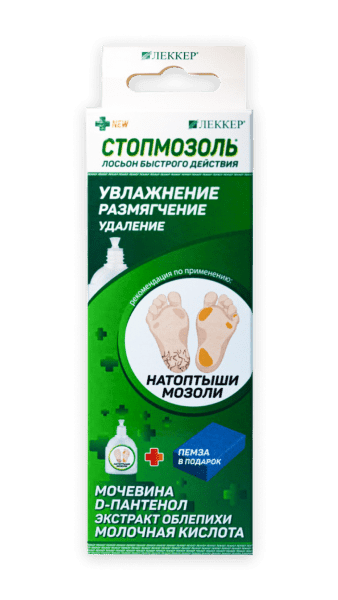 ЛЕККЕР®
NEW
ЛЕККЕР®
СТОПМОЗОЛЬ®
ЛОСЬОН БЫСТРОГО ДЕЙСТВИЯ
УВЛАЖНЕНИЕ
РАЗМЯГЧЕНИЕ
УДАЛЕНИЕ
рекомендация по применению:
НАТОПТЫШИ
МОЗОЛИ
НАТОПТЫШИ
ПЕМЗА
В ПОДАРОК
МОЧЕВИНА
D-ПАНТЕНОЛ
ЭКСТРАКТ ОБЛЕПИХИ
МОЛОЧНАЯ КИСЛОТА